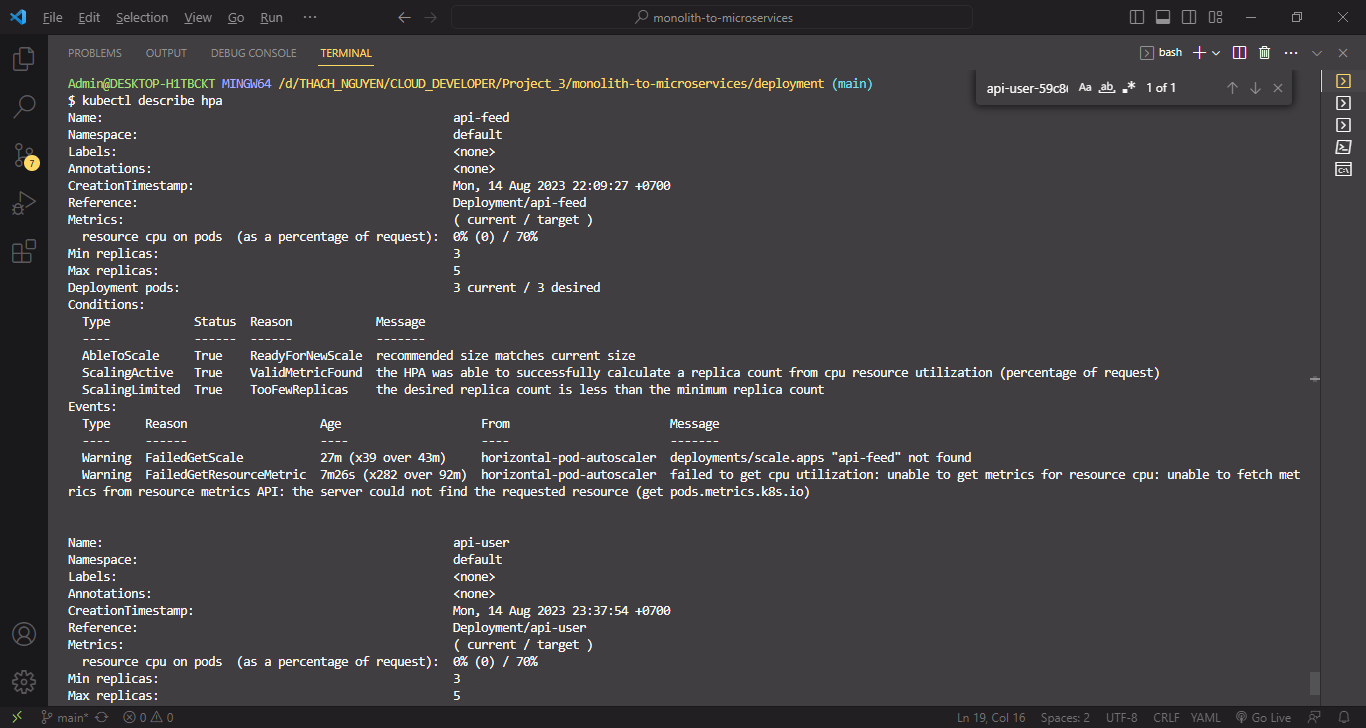 File Edit Selection View Go Run ··· monolith-to-microservices
PROBLEMS OUTPUT DEBUG CONSOLE TERMINAL bash
Admin@DESKTOP-H1TBCKT MINGW64 /d/THACH_NGUYEN/CLOUD_DEVELOPER/Project_3/monolith-to-microservices/deployment (main)
api-user-59c8 Aa ab .* 1 of 1
$ kubectl describe hpa
Name: api-feed
Namespace: default
Labels: <none>
Annotations: <none>
CreationTimestamp: Mon, 14 Aug 2023 22:09:27 +0700
Reference: Deployment/api-feed
Metrics: ( current / target )
resource cpu on pods (as a percentage of request): 0% (0) / 70%
Min replicas: 3
Max replicas: 5
Deployment pods: 3 current / 3 desired
Conditions:
Type Status Reason Message
---- ------ ------ -------
AbleToScale True ReadyForNewScale recommended size matches current size
ScalingActive True ValidMetricFound the HPA was able to successfully calculate a replica count from cpu resource utilization (percentage of request)
ScalingLimited True TooFewReplicas the desired replica count is less than the minimum replica count
Events:
Type Reason Age From Message
---- ------ ---- ---- -------
Warning FailedGetScale 27m (x39 over 43m) horizontal-pod-autoscaler deployments/scale.apps "api-feed" not found
Warning FailedGetResourceMetric 7m26s (x282 over 92m) horizontal-pod-autoscaler failed to get cpu utilization: unable to get metrics for resource cpu: unable to fetch met
rics from resource metrics API: the server could not find the requested resource (get pods.metrics.k8s.io)
Name: api-user
Namespace: default
Labels: <none>
Annotations: <none>
CreationTimestamp: Mon, 14 Aug 2023 23:37:54 +0700
Reference: Deployment/api-user
Metrics: ( current / target )
resource cpu on pods (as a percentage of request): 0% (0) / 70%
Min replicas: 3
Max replicas: 5
7
main* 0 0 Ln 19, Col 16 Spaces: 2 UTF-8 CRLF YAML Go Live